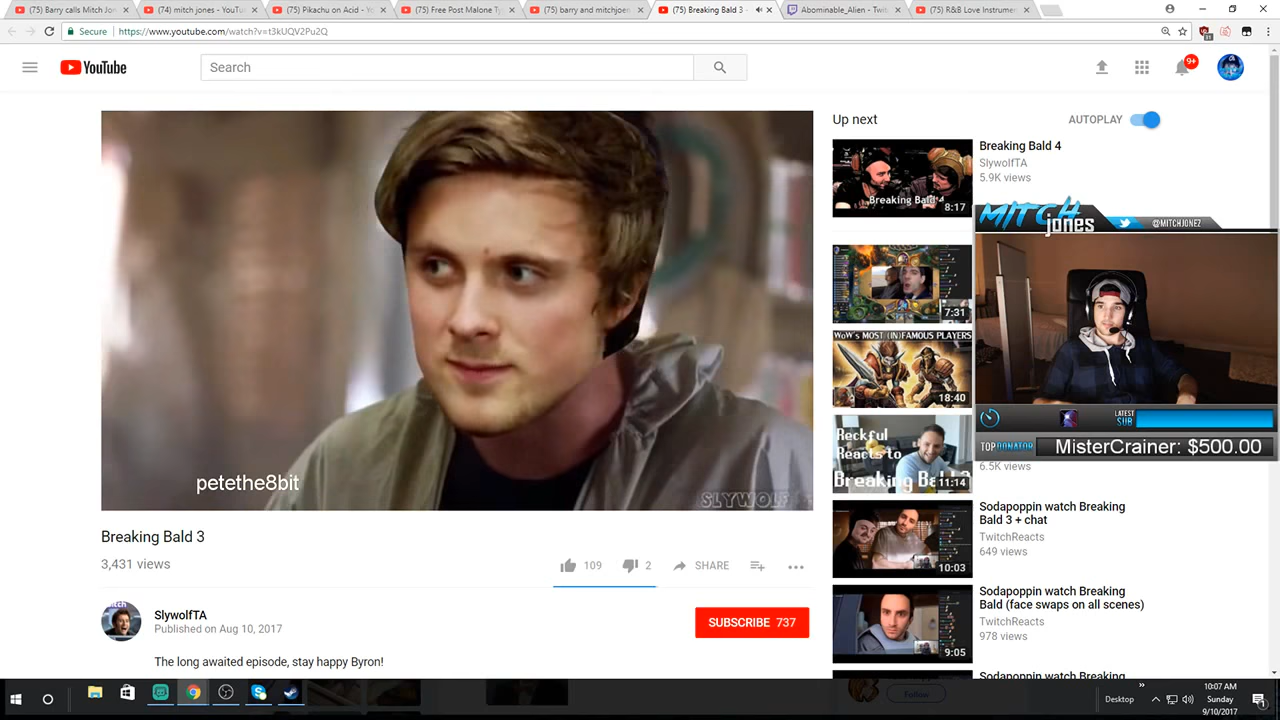 (75) Barry calls Mitch Jon
(74) mitch jones - YouTu
(75) Pikachu on Acid - Yo
(75) Free Post Malone Ty
(75) barry and mitchjoen
(75) Breaking Bald 3 -
Abominable_Alien - Twit
(75) R&B Love Instrumen
Secure
https://www.youtube.com/watch?v=t3kUQV2Pu2Q
YouTube
Search
9+
Up next
AUTOPLAY
Breaking Bald 4
SlywolfTA
5.9K views
Breaking Bald
8:17
MITCH
jones
@MITCHJONEZ
7:31
WOW'S MOST (IN)FAMOUS PLAYERS
18:40
LATEST
SUB
TOP DONATOR
MisterCrainer: $500.00
Reckful
Reacts to
Breaking Bald
11:14
6.5K views
petethe8bit
SLYWOLF
Breaking Bald 3
3,431 views
109
2
SHARE
Sodapoppin watch Breaking
Bald 3 + chat
TwitchReacts
649 views
10:03
SlywolfTA
Published on Aug 10, 2017
SUBSCRIBE 737
Sodapoppin watch Breaking
Bald (face swaps on all scenes)
TwitchReacts
978 views
9:05
The long awaited episode, stay happy Byron!
Sodapoppin watch Breaking
Follow
Desktop
10:07 AM
Sunday
9/10/2017